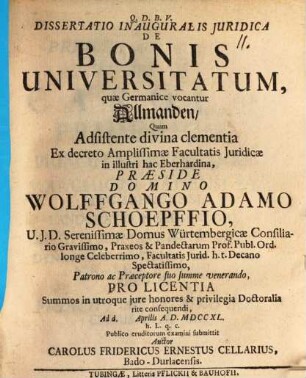 Q. D. B. V.
DISSERTATIO INAUGURALIS JURIDICA
DE
BONIS
UNIVERSITATUM,
quæ Germanice vocantur
Allmanden/
Quam
Adsistente divina clementia
Ex decreto Amplissimæ Facultatis Juridicæ
in illustri hac Eberhardina,
PRÆSIDE
DOMINO
WOLFFGANGO ADAMO
SCHOEPFFIO,
U. J. D. Serenissimæ Domus Würtembergicæ Consilia-
rio Gravissimo, Praxeos & Pandectarum Prof. Publ. Ord.
longe Celeberrimo, Facultatis Jurid. h. t. Decano
Spectatissimo,
Patrono ac Præceptore suo summe venerando,
PRO LICENTIA
Summos in utroque jure honores & privilegia Doctoralia
rite consequendi,
Ad d. Aprilis A. D. MDCCXL.
h. L. q. c.
Publico eruditorum examini submittit
Auctor
CAROLUS FRIDERICUS ERNESTUS CELLARIUS,
Bado-Durlacensis.
TUBINGÆ, Litteris PFLICKII & BAUHOFII.